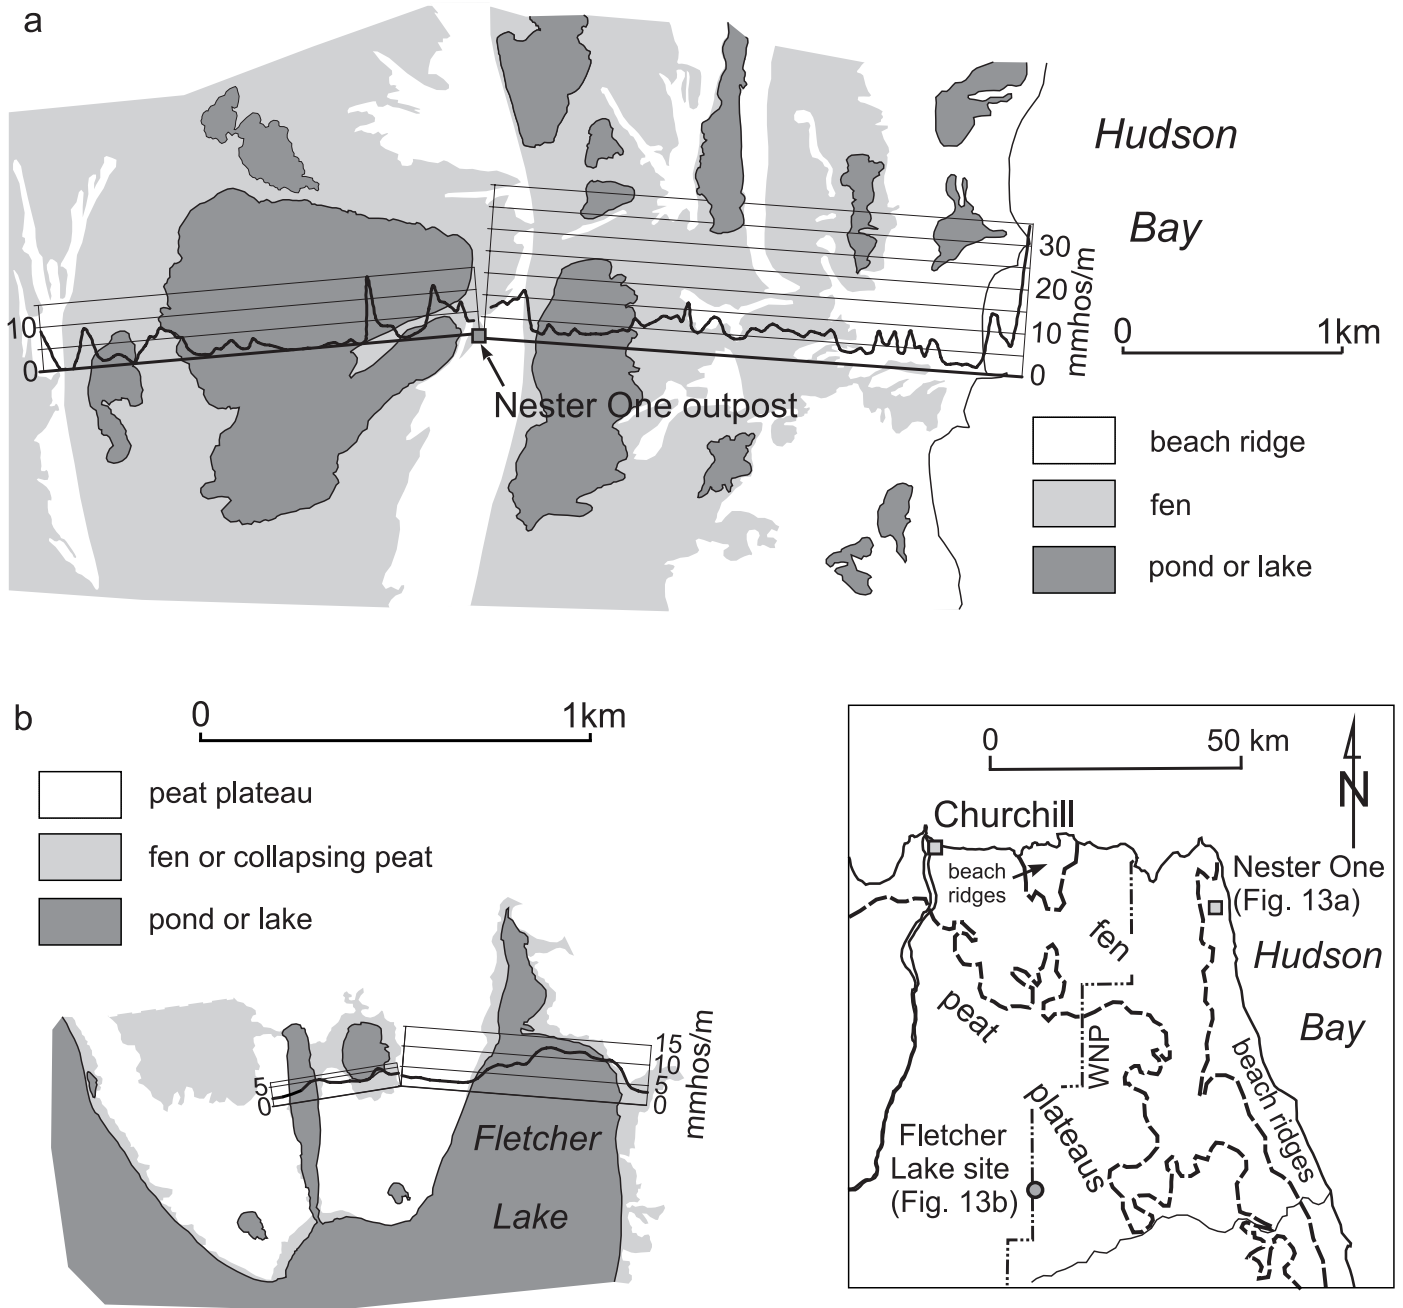 a
Hudson
Bay
30
20
10
0
mmhos/m
10
0
0 1km
Nester One outpost
beach ridge
fen
pond or lake
b
0 1km
peat plateau
fen or collapsing peat
pond or lake
15
10
5
0
mmhos/m
5
0
Fletcher
Lake
0 50 km
N
Churchill
beach
ridges
Nester One
(Fig. 13a)
fen
Hudson
Bay
peat
plateaus
WNP
beach ridges
Fletcher
Lake site
(Fig. 13b)